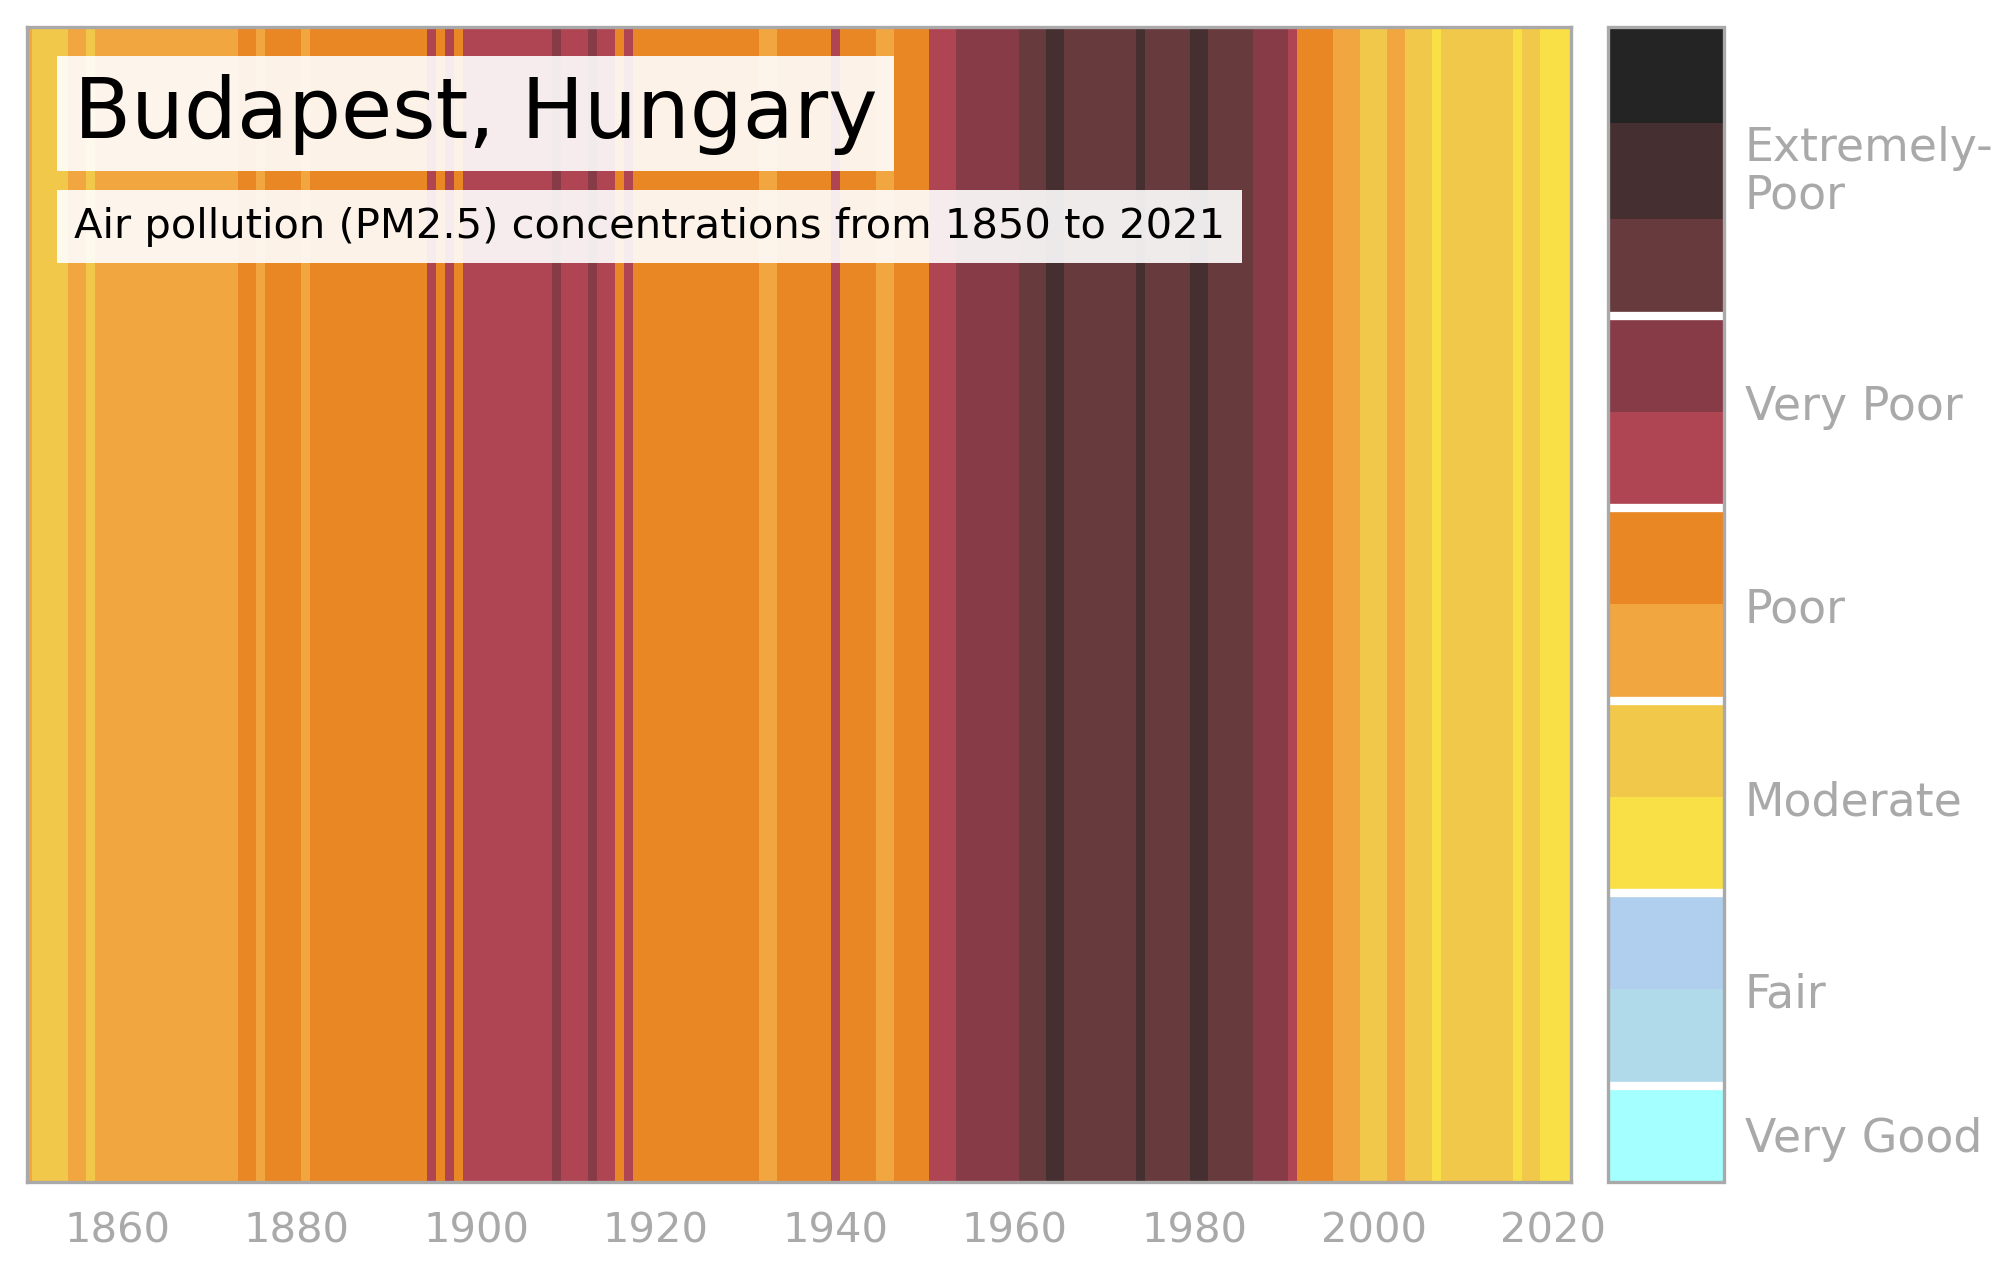 Budapest, Hungary
Air pollution (PM2.5) concentrations from 1850 to 2021
Extremely-
Poor
Very Poor
Poor
Moderate
Fair
Very Good
1860 1880 1900 1920 1940 1960 1980 2000 2020